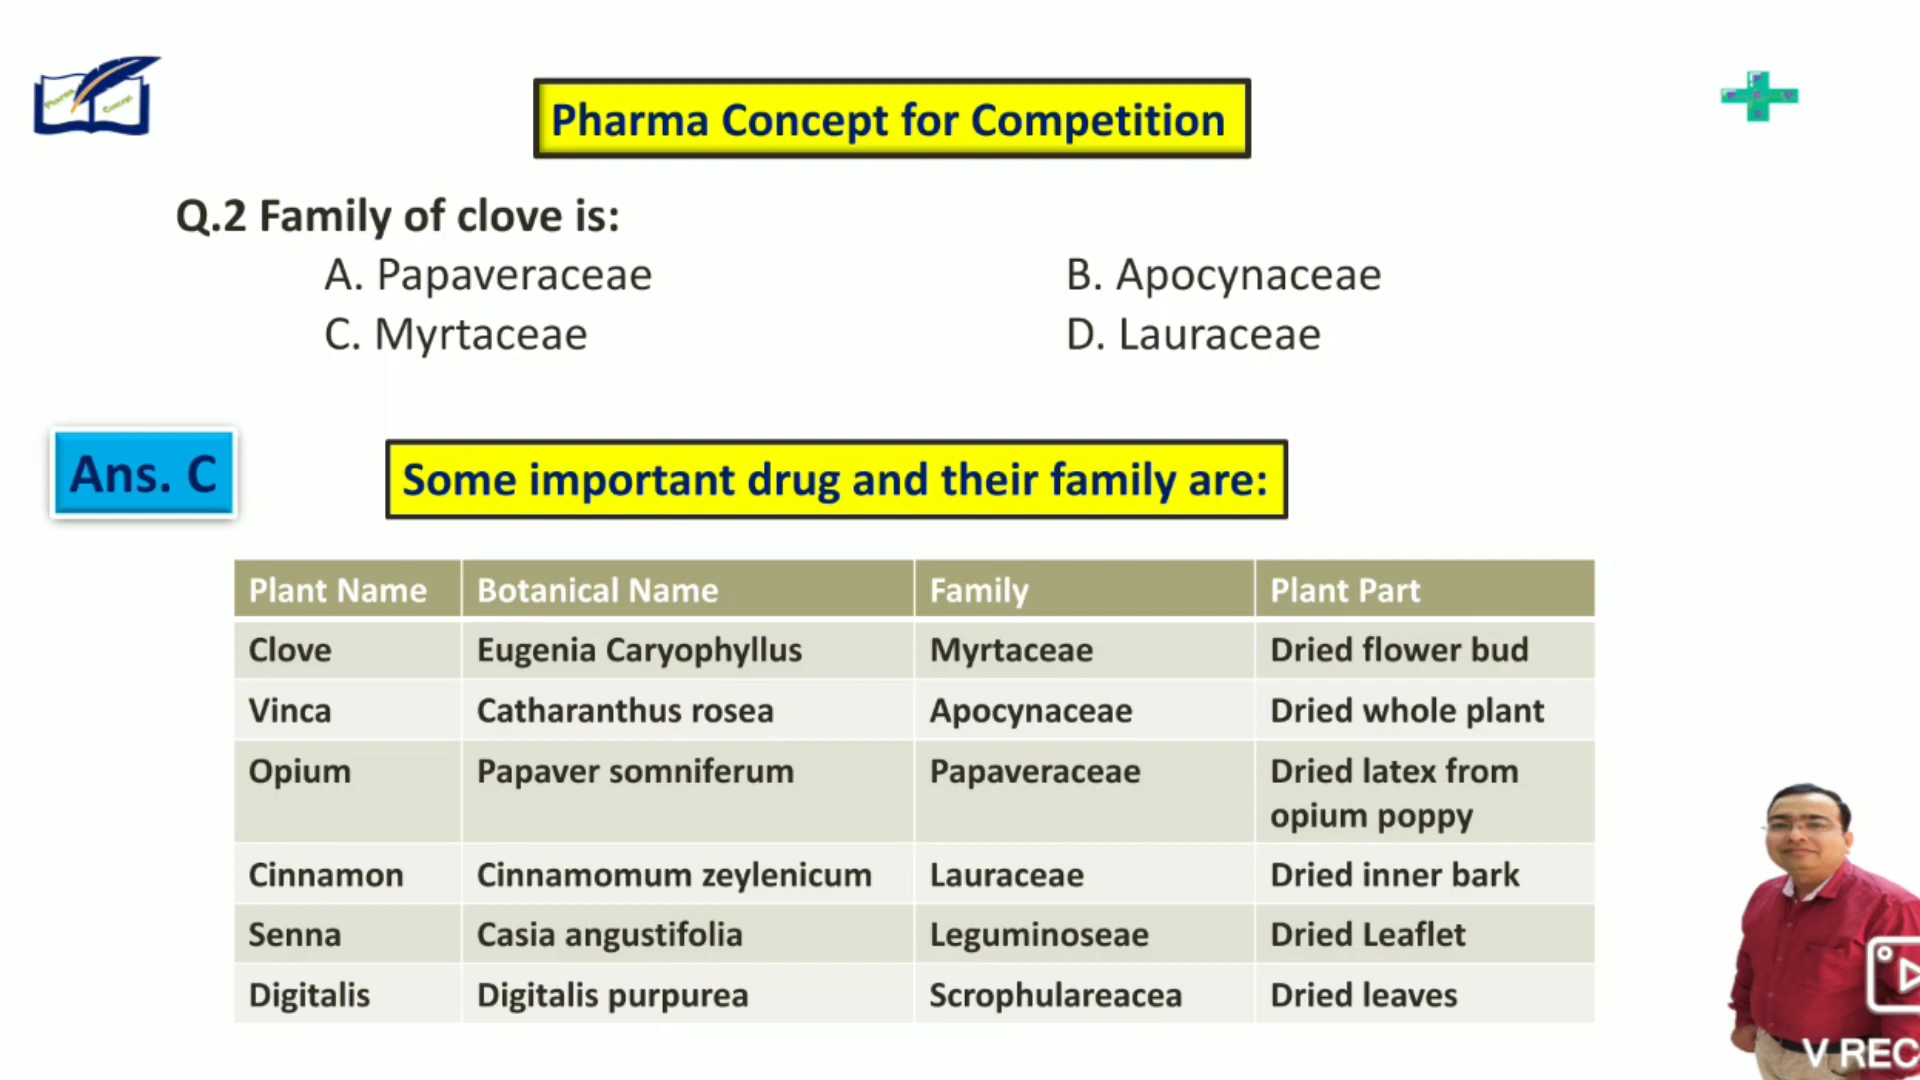 Pharma Concept
Pharma Concept for Competition
Q.2 Family of clove is:
A. Papaveraceae B. Apocynaceae
C. Myrtaceae D. Lauraceae
Ans. C
Some important drug and their family are:
Plant Name Botanical Name Family Plant Part
Clove Eugenia Caryophyllus Myrtaceae Dried flower bud
Vinca Catharanthus rosea Apocynaceae Dried whole plant
Opium Papaver somniferum Papaveraceae Dried latex from
opium poppy
Cinnamon Cinnamomum zeylenicum Lauraceae Dried inner bark
Senna Casia angustifolia Leguminoseae Dried Leaflet
Digitalis Digitalis purpurea Scrophulareacea Dried leaves
V REC